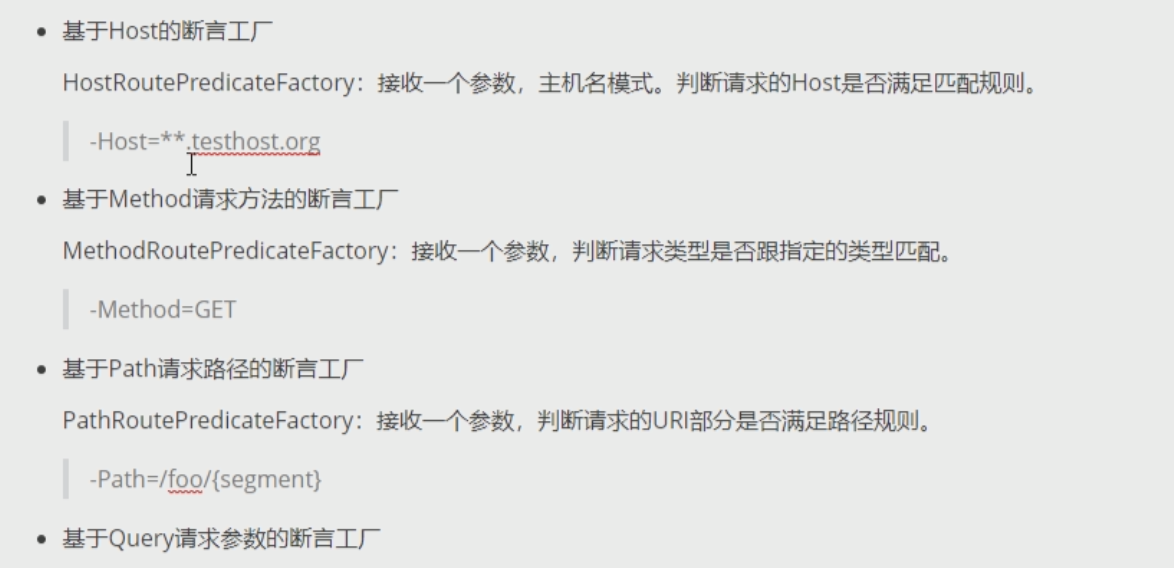 基于Host的断言工厂
HostRoutePredicateFactory：接收一个参数，主机名模式。判断请求的Host是否满足匹配规则。
-Host=**.testhost.org
基于Method请求方法的断言工厂
MethodRoutePredicateFactory：接收一个参数，判断请求类型是否跟指定的类型匹配。
-Method=GET
基于Path请求路径的断言工厂
PathRoutePredicateFactory：接收一个参数，判断请求的URI部分是否满足路径规则。
-Path=/foo/{segment}
基于Query请求参数的断言工厂